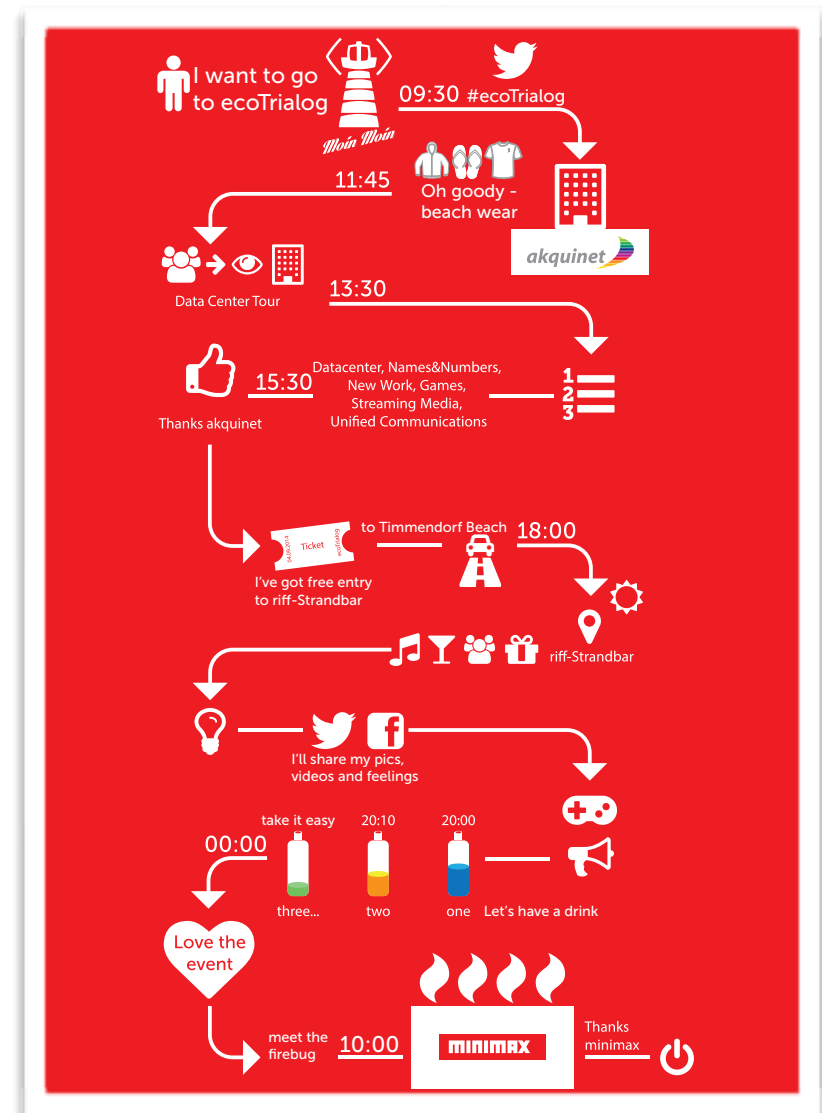 I want to go
to ecoTrialog
Moin Moin
09:30 #ecoTrialog
11:45
Oh goody -
beach wear
akquinet
Data Center Tour
13:30
1
2
3
Datacenter, Names&Numbers,
New Work, Games,
Streaming Media,
Unified Communications
15:30
Thanks akquinet
04.09.2014
Ticket
ecoTrialog
I've got free entry
to riff-Strandbar
to Timmendorf Beach
18:00
riff-Strandbar
f
I'll share my pics,
videos and feelings
take it easy
20:10
20:00
00:00
three...
two
one
Let's have a drink
Love the
event
meet the
firebug
10:00
MINIMAX
Thanks
minimax